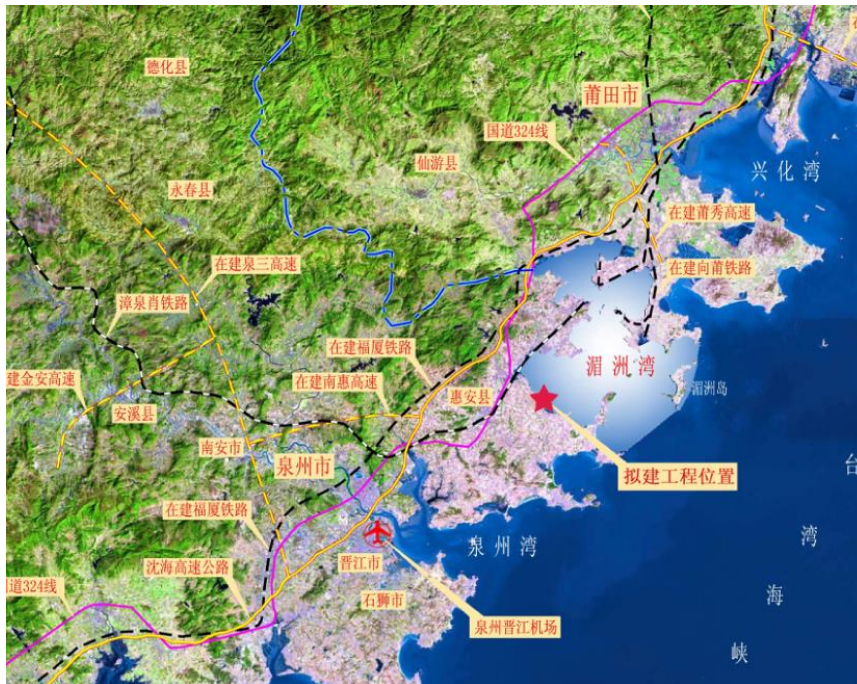 德化县
莆田市
国道324线
仙游县
兴化湾
永春县
在建莆秀高速
在建泉三高速
在建向莆铁路
漳泉肖铁路
在建福厦铁路
湄洲湾
建金安高速
在建南惠高速
惠安县
湄洲岛
安溪县
南安市
泉州市
拟建工程位置
台湾海峡
在建福厦铁路
泉州湾
沈海高速公路
晋江市
道324线
石狮市
泉州晋江机场